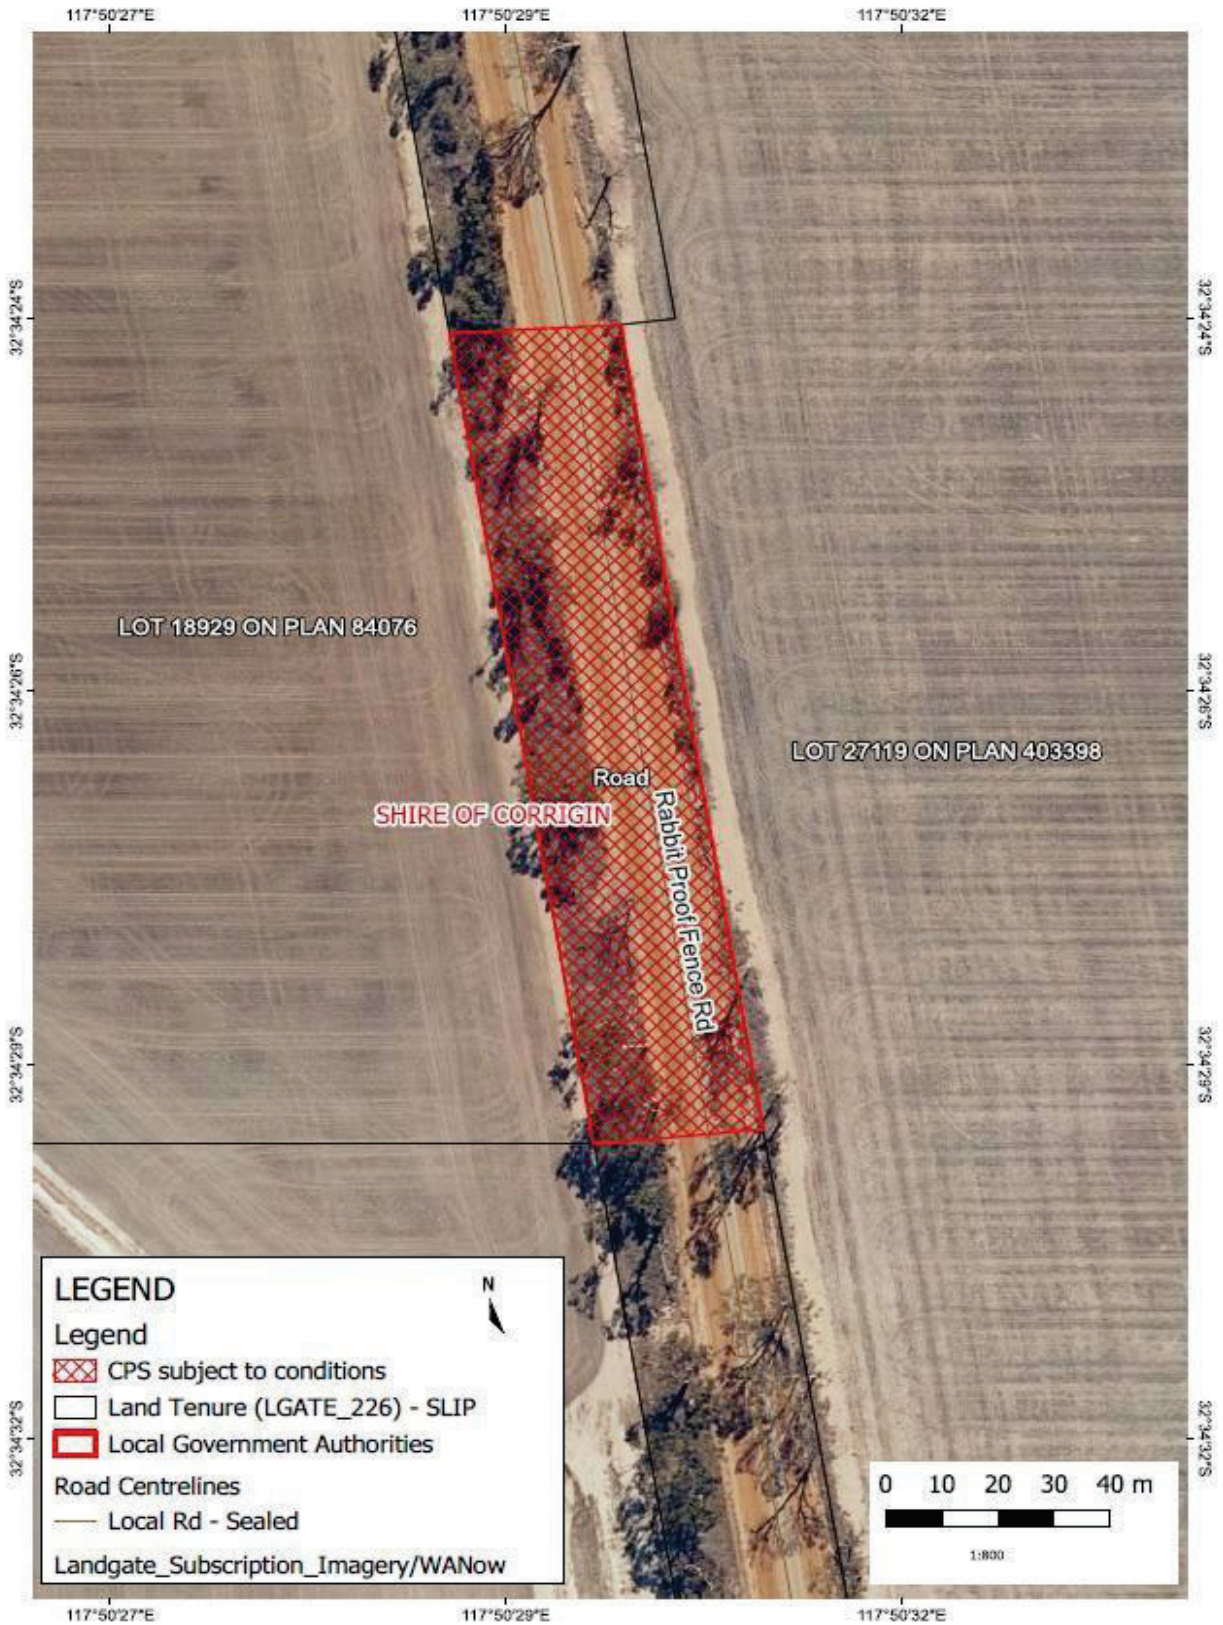 117°50'27"E
117°50'29"E
117°50'32"E
32°34'24"S
32°34'24"S
LOT 18929 ON PLAN 84076
32°34'26"S
32°34'26"S
LOT 27119 ON PLAN 403398
Road
SHIRE OF CORRIGIN
Rabbit Proof Fence Rd
32°34'29"S
32°34'29"S
LEGEND
N
Legend
CPS subject to conditions
Land Tenure (LGATE_226) - SLIP
Local Government Authorities
Road Centrelines
Local Rd - Sealed
Landgate_Subscription_Imagery/WANow
32°34'32"S
32°34'32"S
0 10 20 30 40 m
1:800
117°50'27"E
117°50'29"E
117°50'32"E